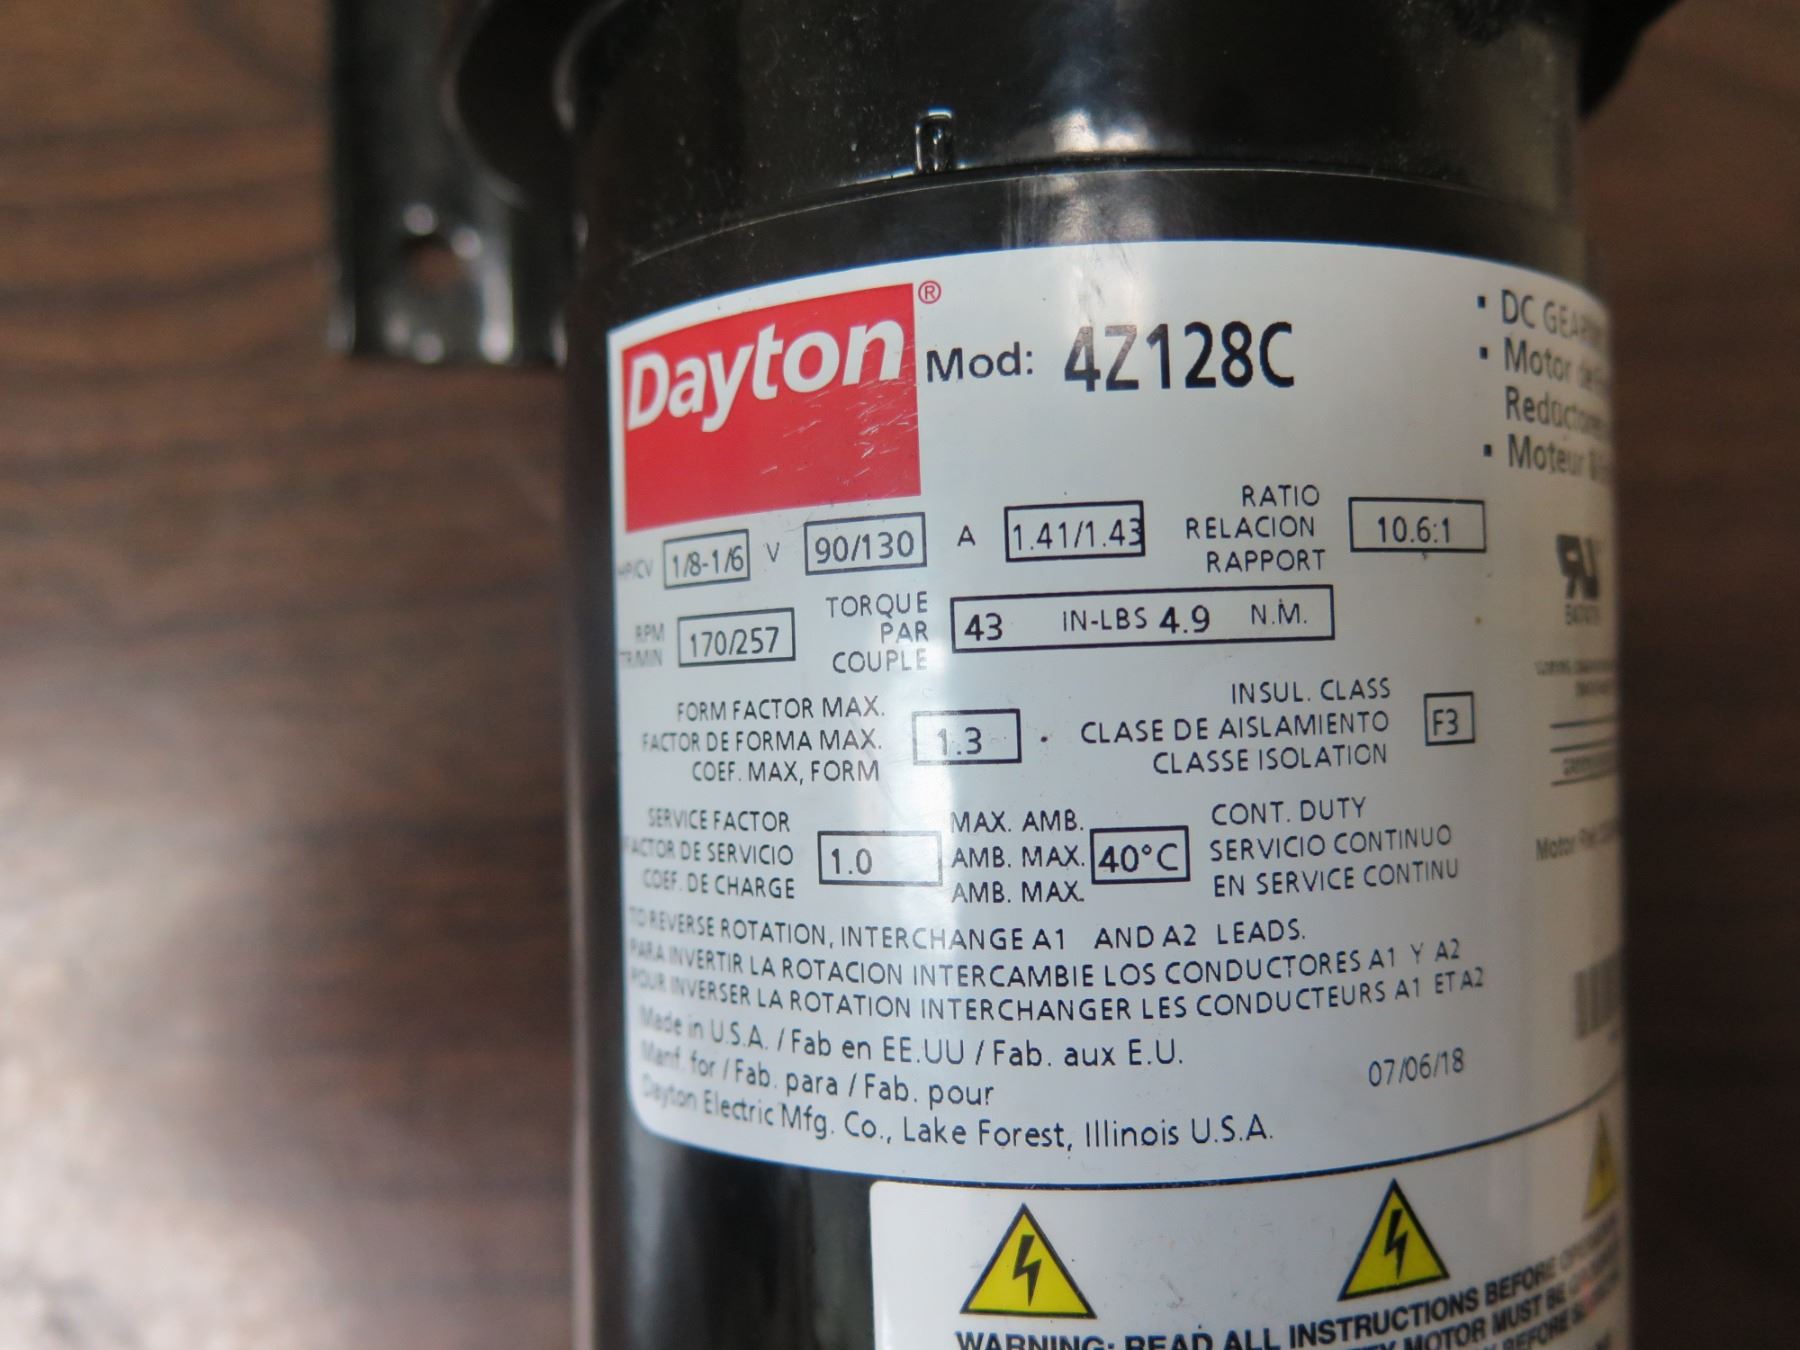 Dayton® Mod: 4Z128C
· DC
· Motor
· Moteur
HP/CV 1/8-1/6 V 90/130 A 1.41/1.43 RATIO RELACION RAPPORT 10.6:1
RPM TR/MIN 170/257 TORQUE PAR COUPLE 43 IN-LBS 4.9 N.M.
FORM FACTOR MAX.
FACTOR DE FORMA MAX.
COEF. MAX, FORM
1.3
INSUL. CLASS
CLASE DE AISLAMIENTO
CLASSE ISOLATION
F3
SERVICE FACTOR
FACTOR DE SERVICIO
COEF. DE CHARGE
1.0
MAX. AMB.
AMB. MAX.
AMB. MAX.
40°C
CONT. DUTY
SERVICIO CONTINUO
EN SERVICE CONTINU
TO REVERSE ROTATION, INTERCHANGE A1 AND A2 LEADS.
PARA INVERTIR LA ROTACION INTERCAMBIE LOS CONDUCTORES A1 Y A2
POUR INVERSER LA ROTATION INTERCHANGER LES CONDUCTEURS A1 ET A2
Made in U.S.A. / Fab en EE.UU / Fab. aux E.U.
Manf. for / Fab. para / Fab. pour
07/06/18
Dayton Electric Mfg. Co., Lake Forest, Illinois U.S.A.
WARNING: READ ALL INSTRUCTIONS BEFORE
MOTOR MUST BE
BEFORE